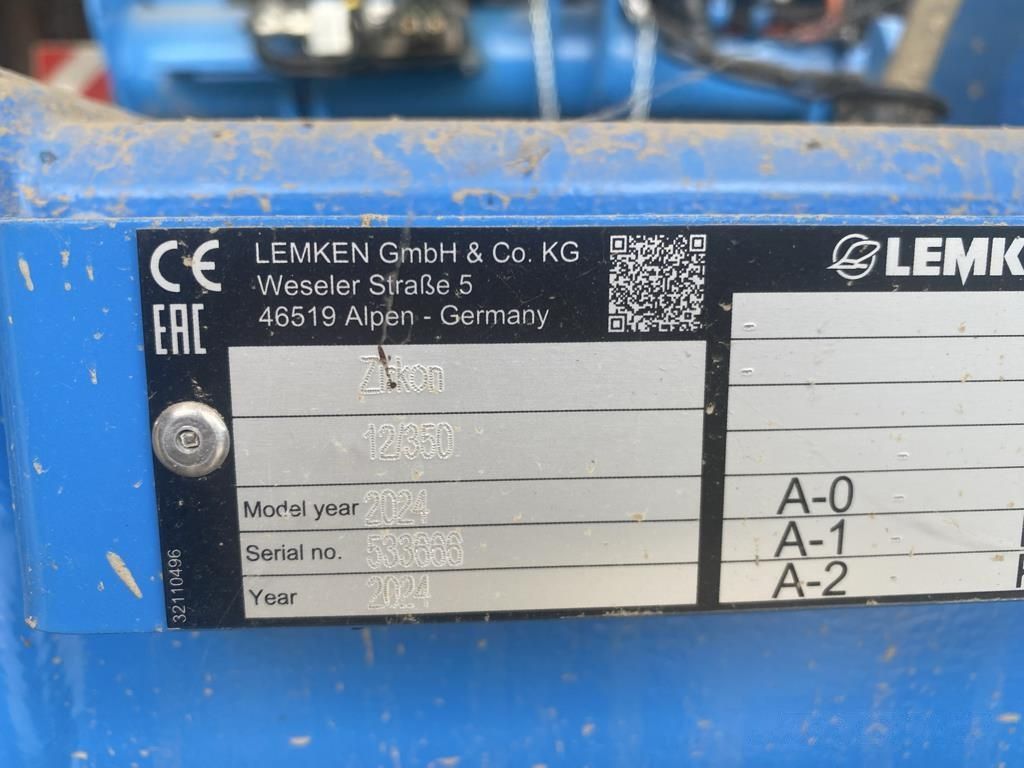 CE
EAC
LEMKEN GmbH & Co. KG
Weseler Straße 5
46519 Alpen - Germany
LEMK
Zirkon
12/350
Model year 2024
Serial no. 533666
Year 2024
32110496
-
-
-
-
A-0 -
A-1
A-2